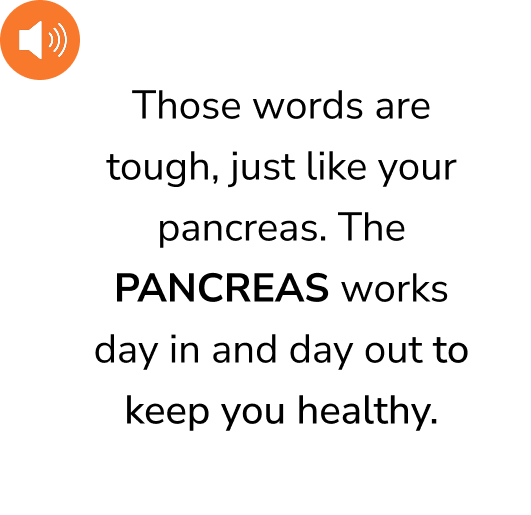 Those words are
tough, just like your
pancreas. The
PANCREAS works
day in and day out to
keep you healthy.